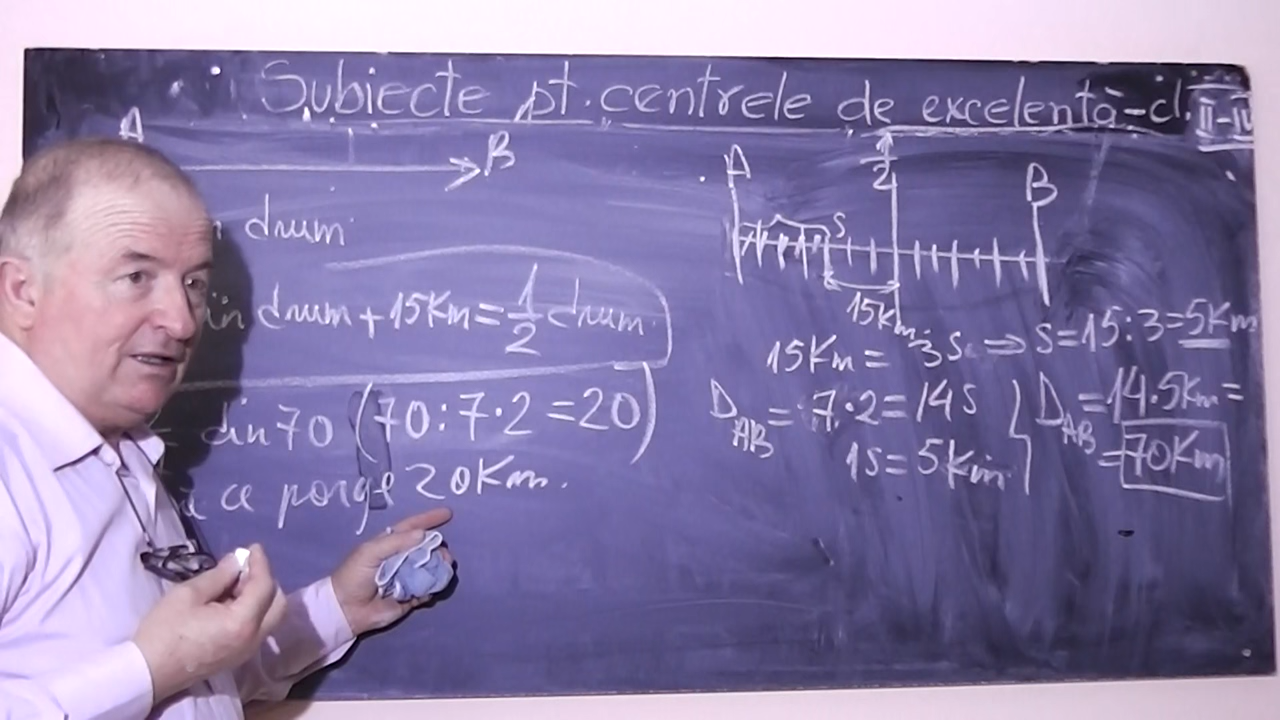 Subiecte pt. centrele de excelență-cl. II-IV
A B
drum
din drum + 15Km = 1/2 drum.
= din 70 (70:7·2 = 20)
ce parge 20Km.
A 1/2 B
s
15Km
15Km = 3s ⇒ s = 15:3 = 5Km
D_AB = 7·2 = 14s
1s = 5Km
D_AB = 14·5Km =
= 70Km